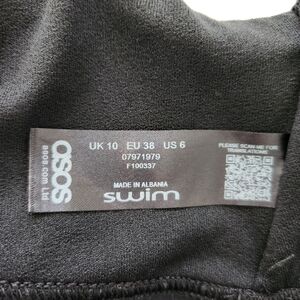 asos
asos.com Ltd
UK 10 EU 38 US 6
07971979
F100337
MADE IN ALBANIA
swim
PLEASE SCAN ME FOR
TRANSLATIONS